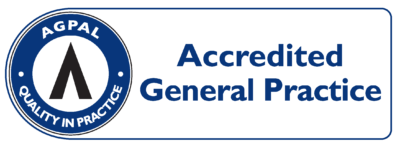 AGPAL
• QUALITY IN PRACTICE •
Accredited
General Practice